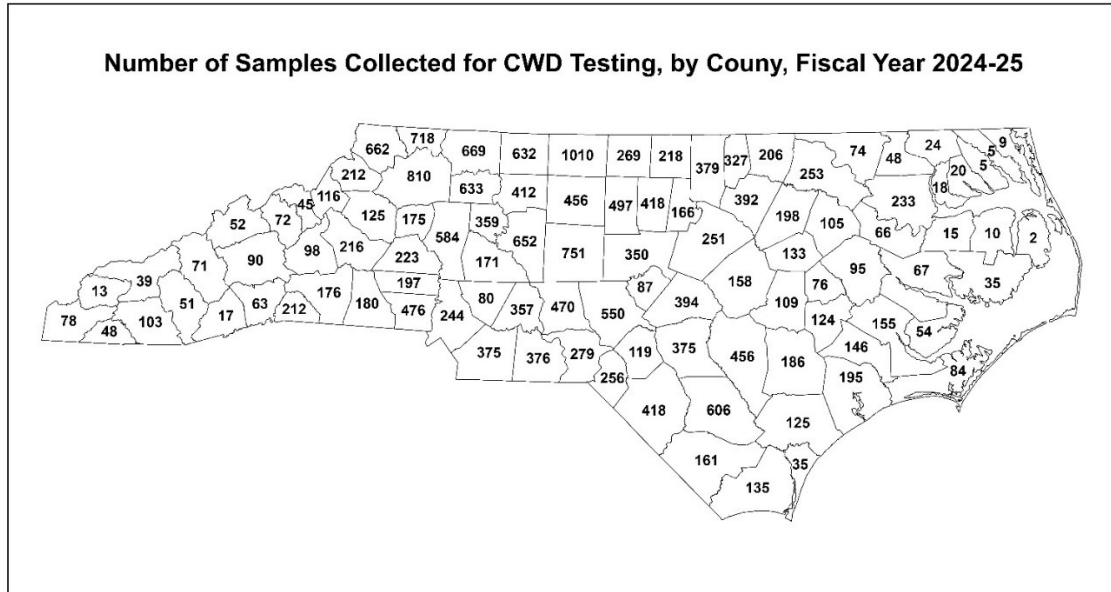 Number of Samples Collected for CWD Testing, by Couny, Fiscal Year 2024-25
662 718 669 632 1010 269 218 379 327 206 253 74 48 24 5 9
212 810 633 412 456 497 418 166 392 198 105 233 18 20 5
52 72 45 116 125 175 584 359 652 751 350 251 133 66 15 10 2
13 39 71 90 98 216 223 171 87 158 95 67 35
78 48 103 51 17 63 212 176 180 197 476 244 80 357 470 550 394 109 76 124 155 54
375 376 279 256 119 375 456 186 146 195 84
418 606 125
161 135 35